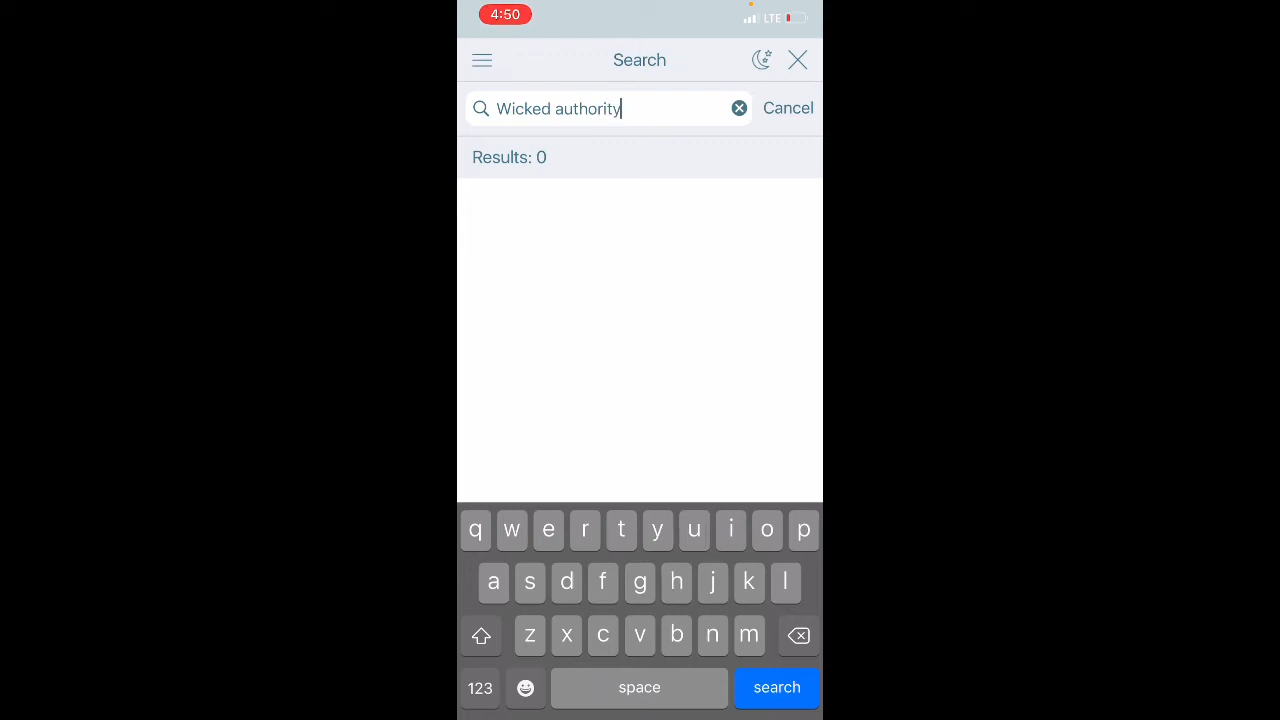 4:50
LTE
Search
Wicked authority
Cancel
Results: 0
q w e r t y u i o p
a s d f g h j k l
z x c v b n m
123 space search